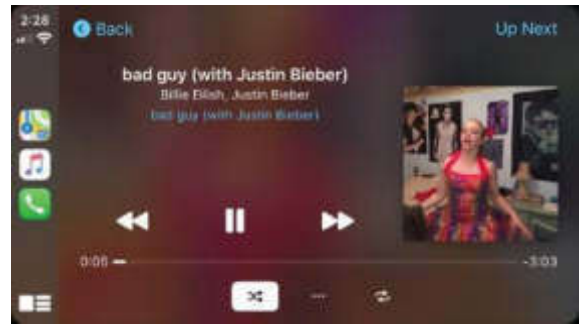 2:28
Back
Up Next
bad guy (with Justin Bieber)
Billie Eilish, Justin Bieber
bad guy (with Justin Bieber)
0:05
-3:03